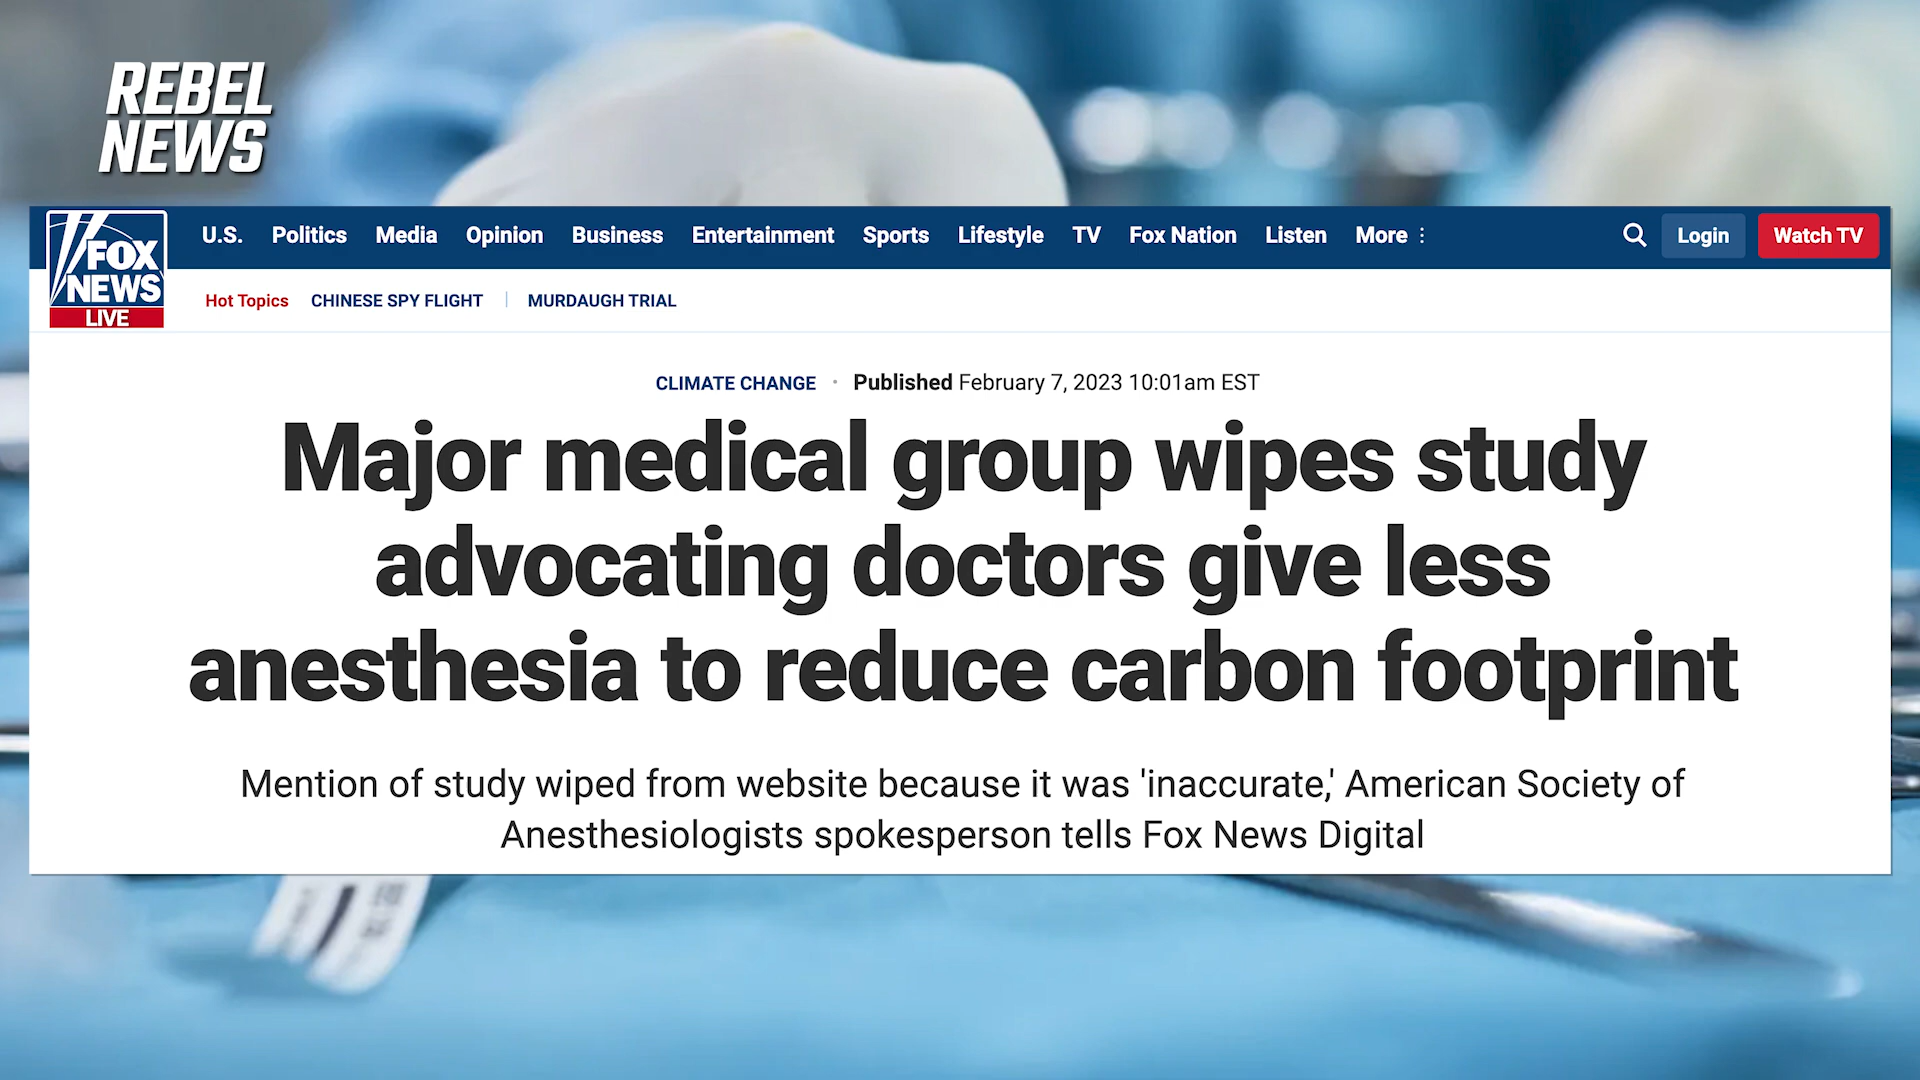 REBEL
NEWS
FOX
NEWS
LIVE
U.S. Politics Media Opinion Business Entertainment Sports Lifestyle TV Fox Nation Listen More Login Watch TV
Hot Topics CHINESE SPY FLIGHT MURDAUGH TRIAL
CLIMATE CHANGE · Published February 7, 2023 10:01am EST
Major medical group wipes study
advocating doctors give less
anesthesia to reduce carbon footprint
Mention of study wiped from website because it was 'inaccurate,' American Society of
Anesthesiologists spokesperson tells Fox News Digital